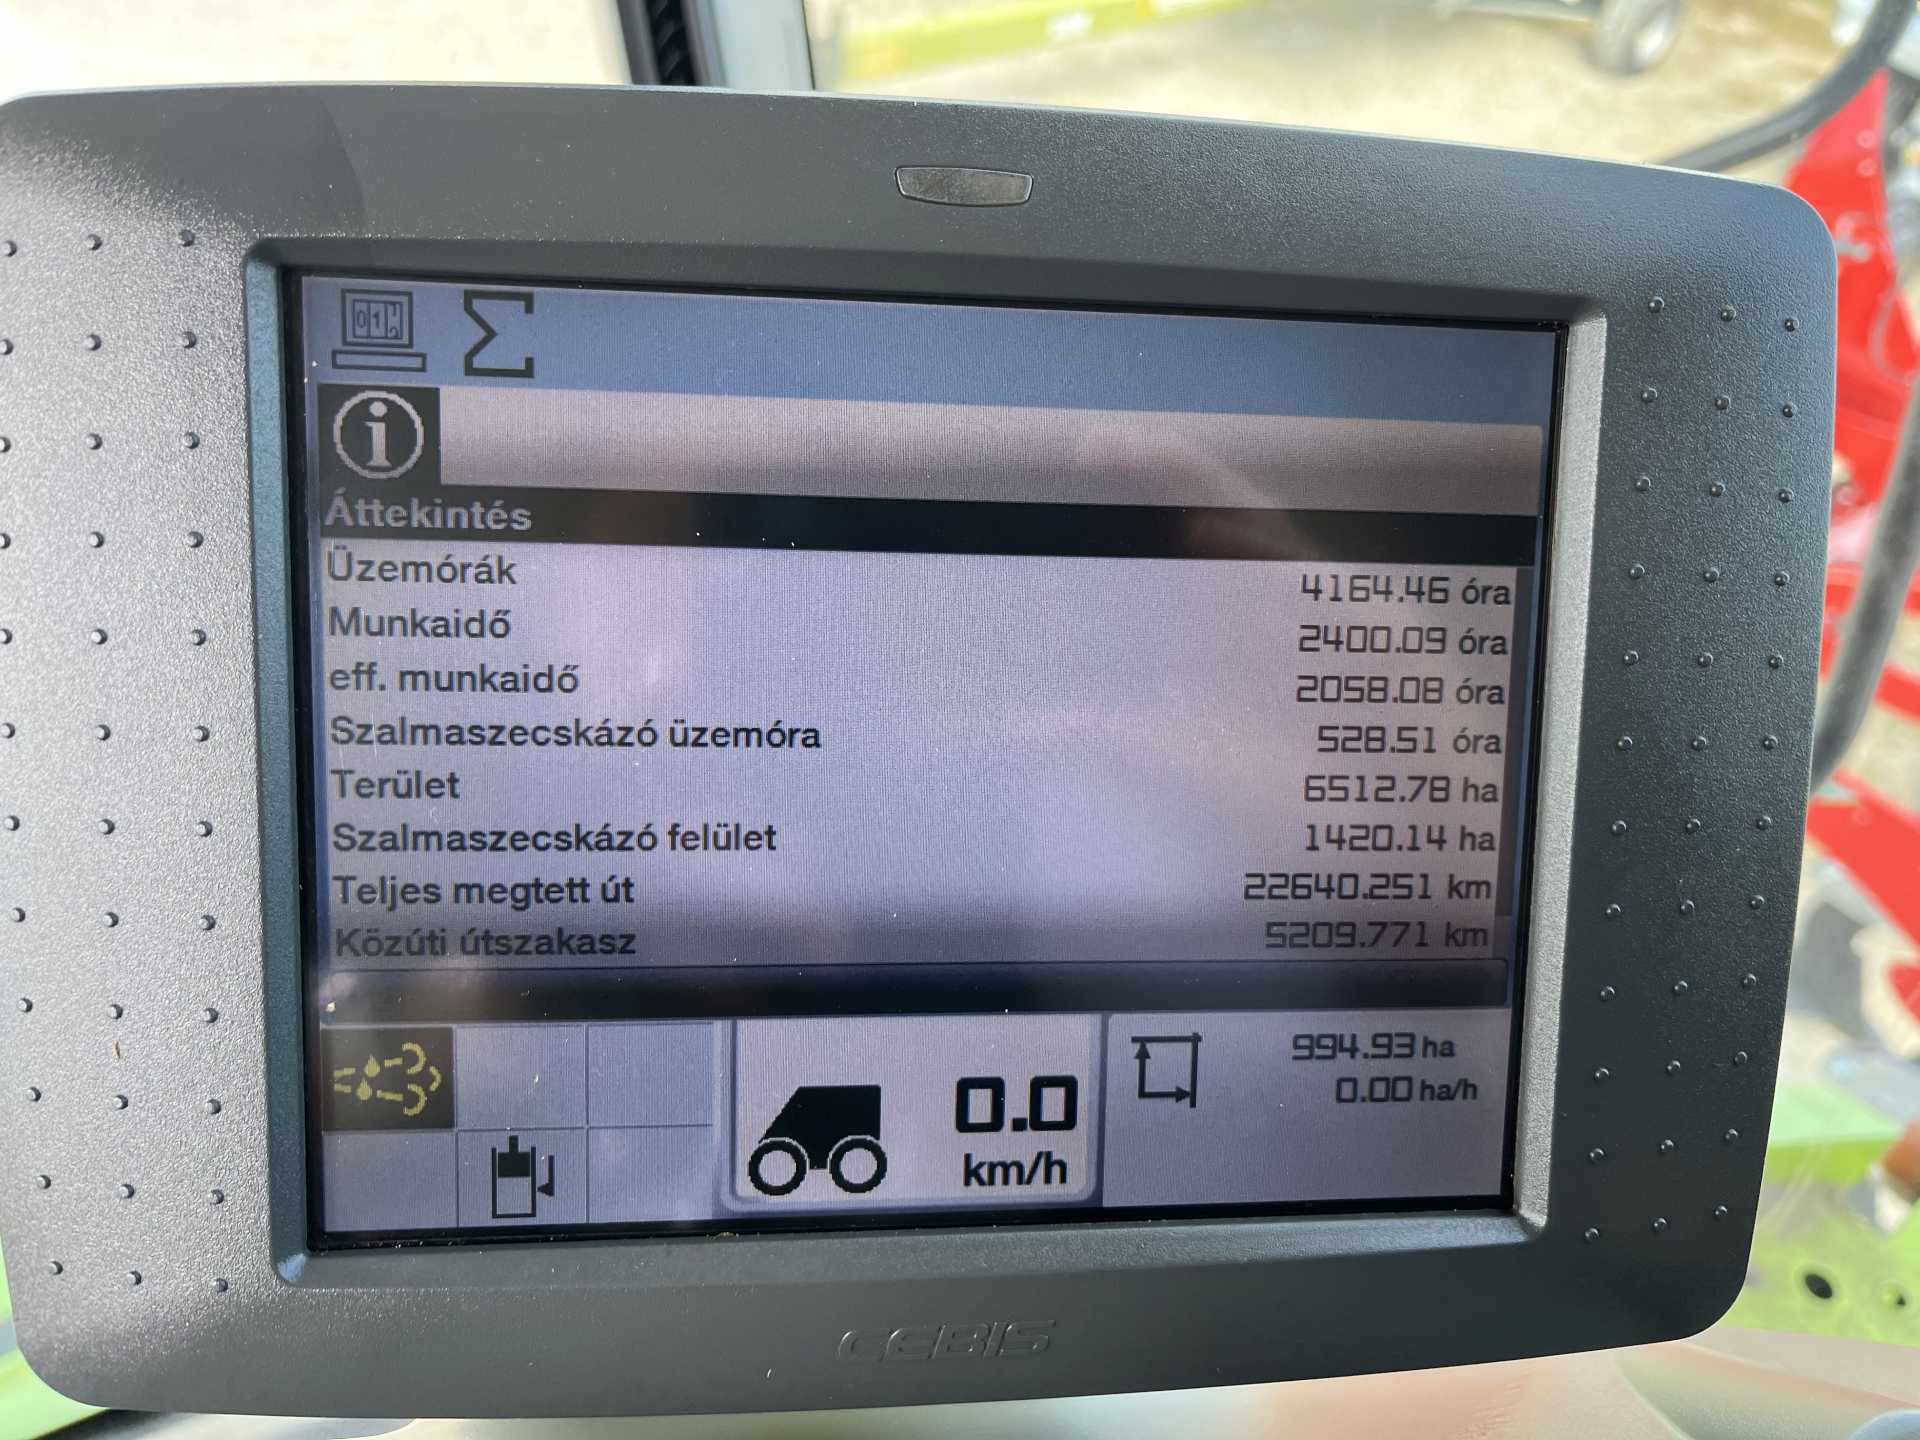 Áttekintés
Üzemórák 4164.46 óra
Munkaidő 2400.09 óra
eff. munkaidő 2058.08 óra
Szalmaszecskázó üzemóra 528.51 óra
Terület 6512.78 ha
Szalmaszecskázó felület 1420.14 ha
Teljes megtett út 22640.251 km
Közúti útszakasz 5209.771 km
994.93 ha
0.0 0.00 ha/h
km/h
CEBIS